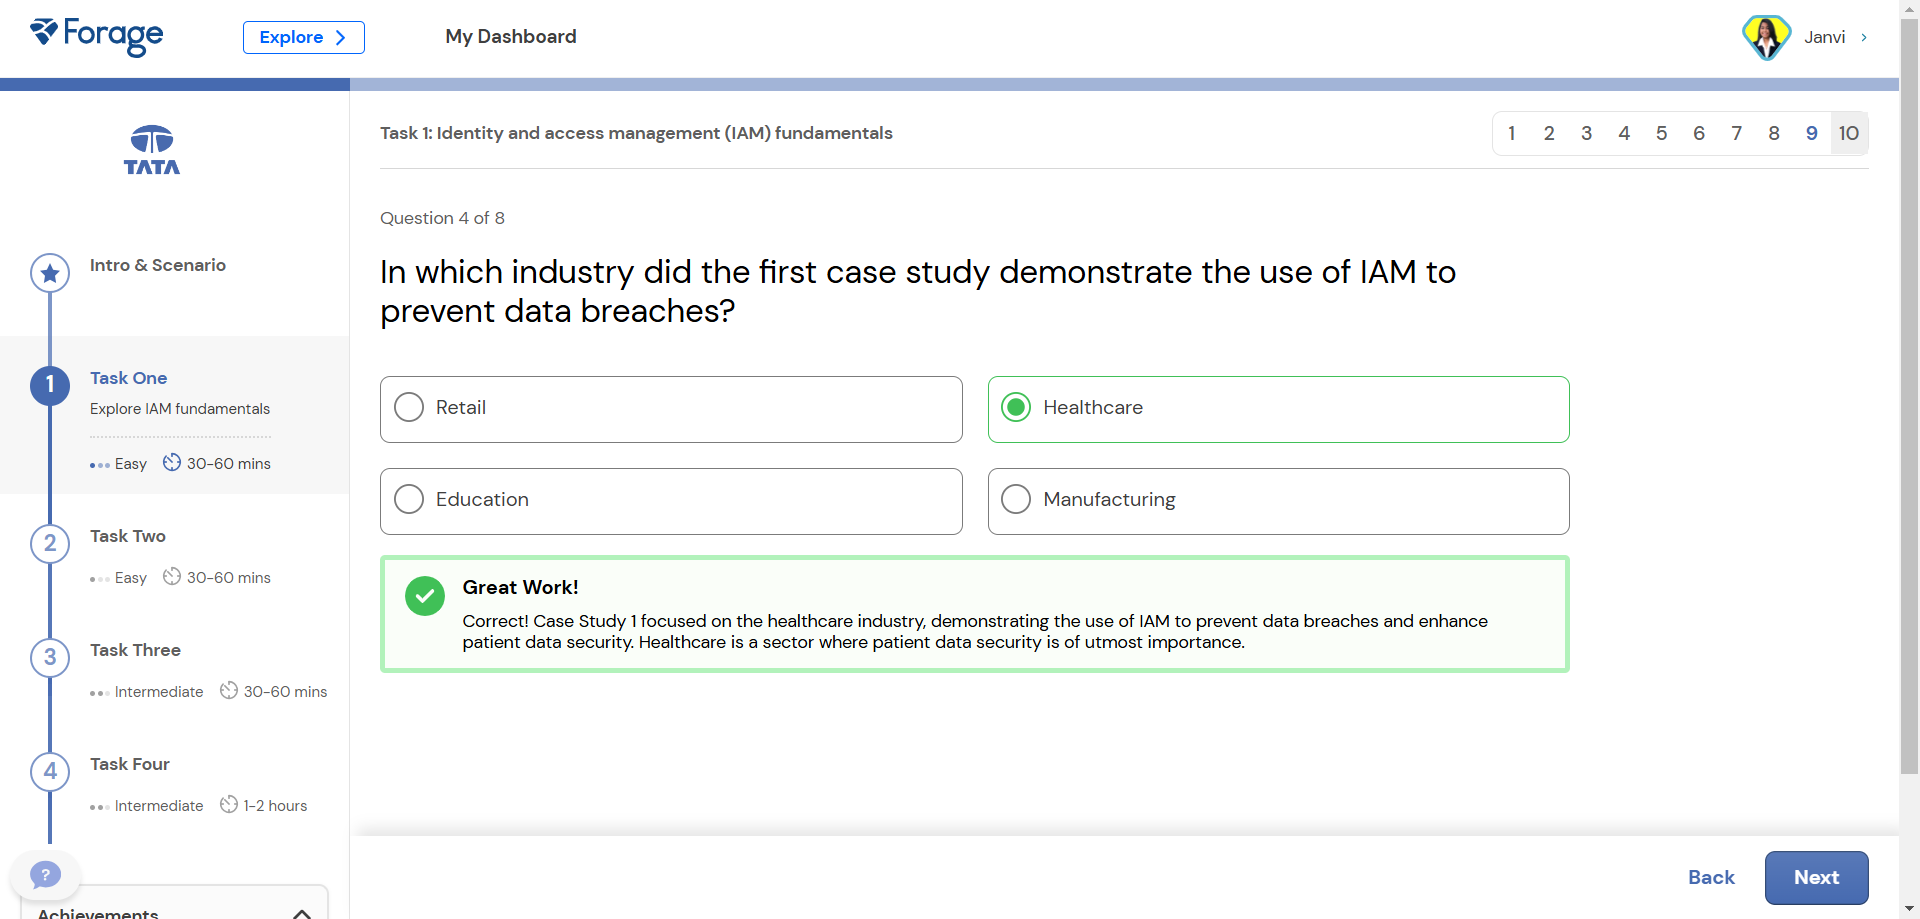 Forage
Explore
My Dashboard
Janvi
TATA
Intro & Scenario
1
Task One
Explore IAM fundamentals
Easy 30-60 mins
2
Task Two
Easy 30-60 mins
3
Task Three
Intermediate 30-60 mins
4
Task Four
Intermediate 1-2 hours
?
Achievements
Task 1: Identity and access management (IAM) fundamentals
1 2 3 4 5 6 7 8 9 10
Question 4 of 8
In which industry did the first case study demonstrate the use of IAM to
prevent data breaches?
Retail
Healthcare
Education
Manufacturing
Great Work!
Correct! Case Study 1 focused on the healthcare industry, demonstrating the use of IAM to prevent data breaches and enhance
patient data security. Healthcare is a sector where patient data security is of utmost importance.
Back
Next